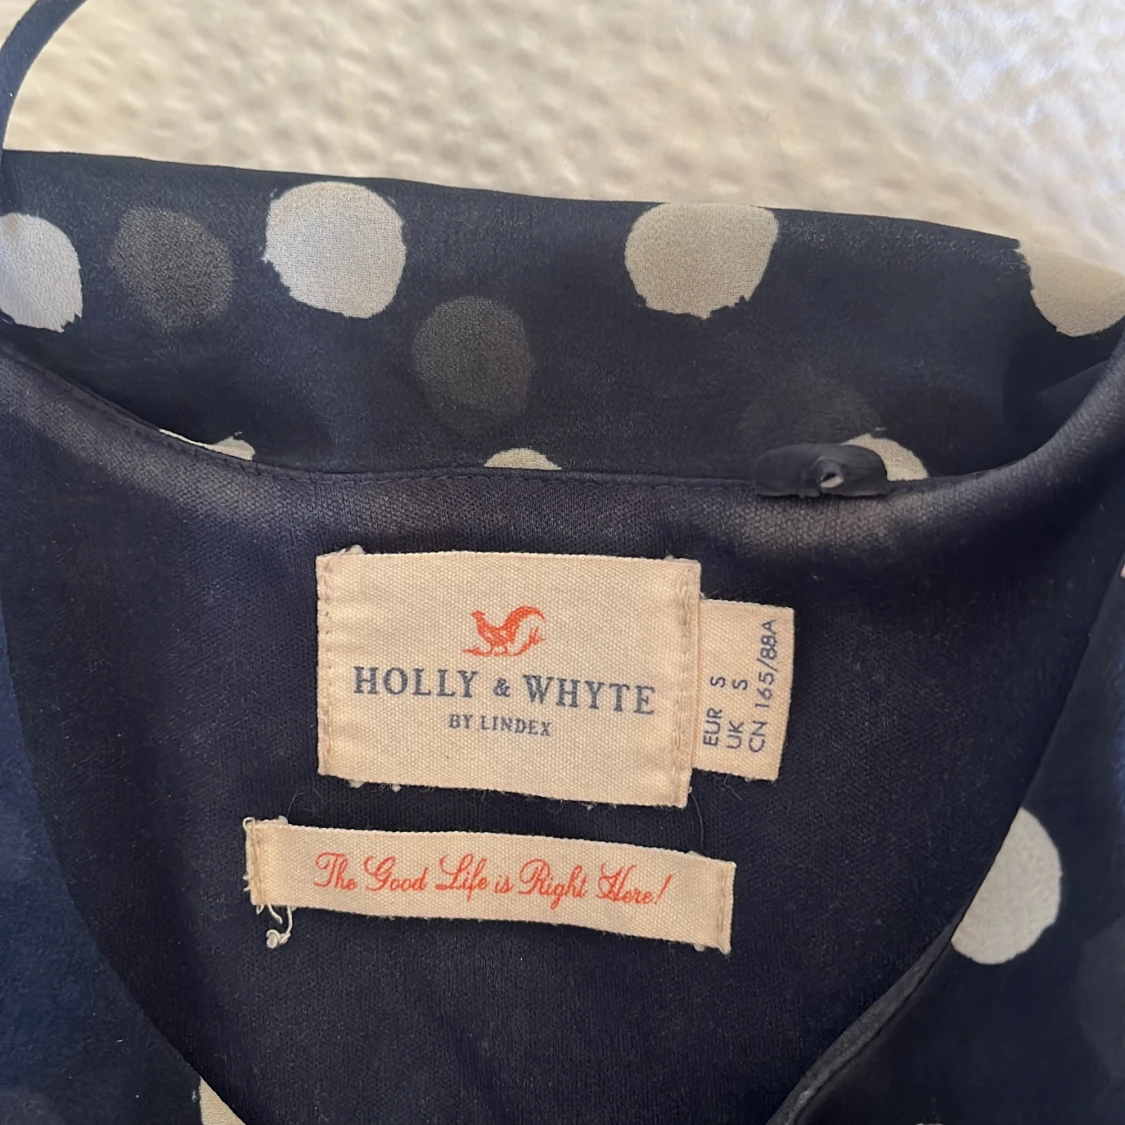 HOLLY & WHYTE
BY LINDEX
EUR S
UK S
CN 165/88A
The Good Life is Right Here!